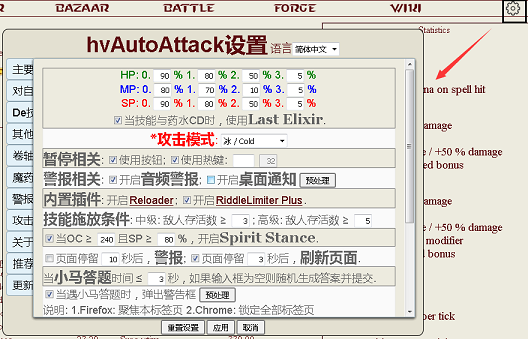 BAZAAR BATTLE FORGE WIKI
Statistics
hvAutoAttack设置 语言 简体中文
主要
对自
De技
其他
卷轴
魔药
警报
攻击
关于
推荐
更新
HP: 0. 90 % 1. 80 % 2. 50 % 3. 5 %
MP: 0. 80 % 1. 70 % 2. 10 % 3. 5 %
SP: 0. 90 % 1. 80 % 2. 50 % 3. 5 %
当技能与药水CD时，使用Last Elixir.
*攻击模式: 冰 / Cold
暂停相关: 使用按钮; 使用热键: 32
警报相关: 开启音频警报; 开启桌面通知 预处理
内置插件: 开启Reloader; 开启RiddleLimiter Plus.
技能施放条件: 中级: 敌人存活数 ≥ 3 ; 高级: 敌人存活数 ≥ 5
当OC ≥ 240 且SP ≥ 80 %，开启Spirit Stance.
页面停留 10 秒后，警报; 页面停留 3 秒后，刷新页面.
当小马答题时间 ≤ 3 秒，如果输入框为空则随机生成答案并提交.
当遇小马答题时，弹出警告框 预处理
说明: 1.Firefox: 聚焦本标签页 2.Chrome: 锁定全部标签页
重置设置 应用 取消
na on spell hit
amage
e / +50 % damage
ed bonus
amage
e / +50 % damage
modifier
ed bonus
per tick